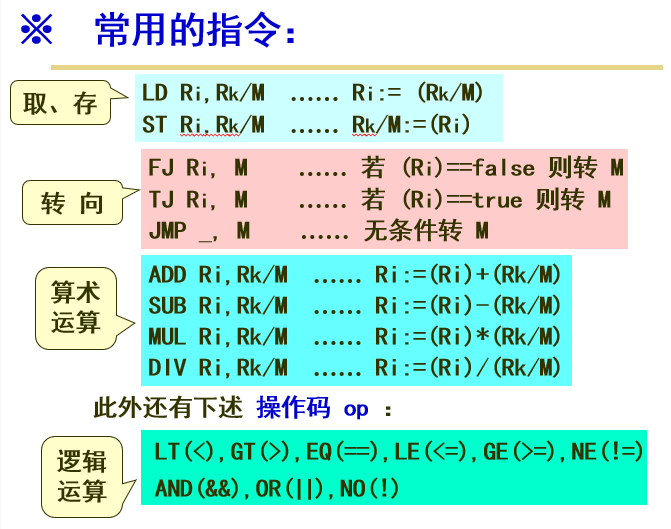 ※ 常用的指令：
取、存
LD Ri,Rk/M ...... Ri:= (Rk/M)
ST Ri,Rk/M ...... Rk/M:=(Ri)
转 向
FJ Ri, M ...... 若 (Ri)==false 则转 M
TJ Ri, M ...... 若 (Ri)==true 则转 M
JMP _, M ...... 无条件转 M
算术
运算
ADD Ri,Rk/M ...... Ri:=(Ri)+(Rk/M)
SUB Ri,Rk/M ...... Ri:=(Ri)-(Rk/M)
MUL Ri,Rk/M ...... Ri:=(Ri)*(Rk/M)
DIV Ri,Rk/M ...... Ri:=(Ri)/(Rk/M)
此外还有下述 操作码 op ：
逻辑
运算
LT(<),GT(>),EQ(==),LE(<=),GE(>=),NE(!=)
AND(&&),OR(||),NO(!)